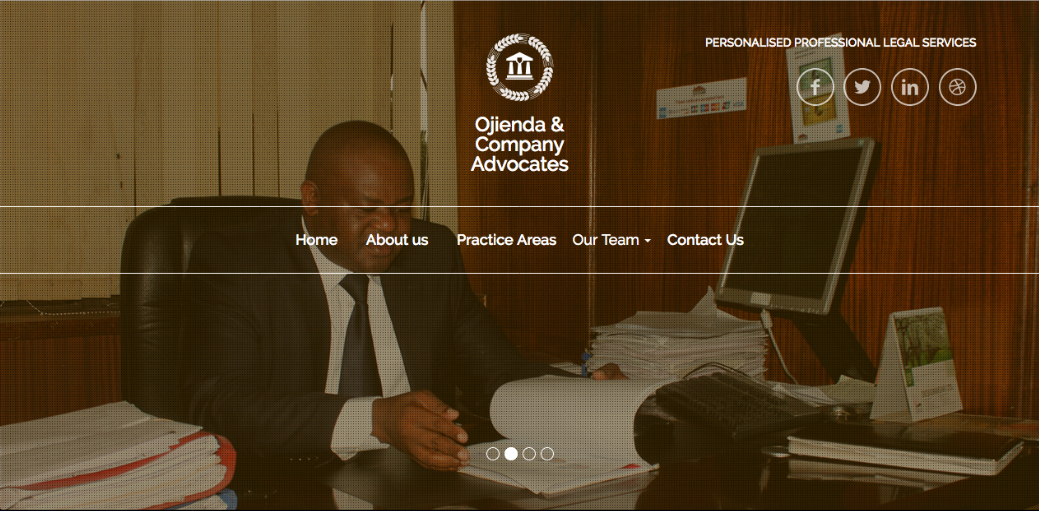 PERSONALISED PROFESSIONAL LEGAL SERVICES
Ojienda &
Company
Advocates
Home
About us
Practice Areas
Our Team
Contact Us